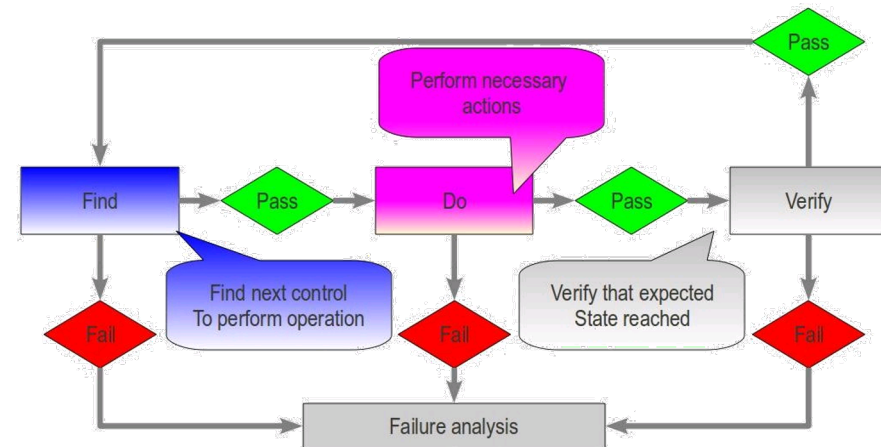 Pass
Perform necessary
actions
Find
Pass
Do
Pass
Verify
Find next control
To perform operation
Verify that expected
State reached
Fail
Fail
Fail
Failure analysis